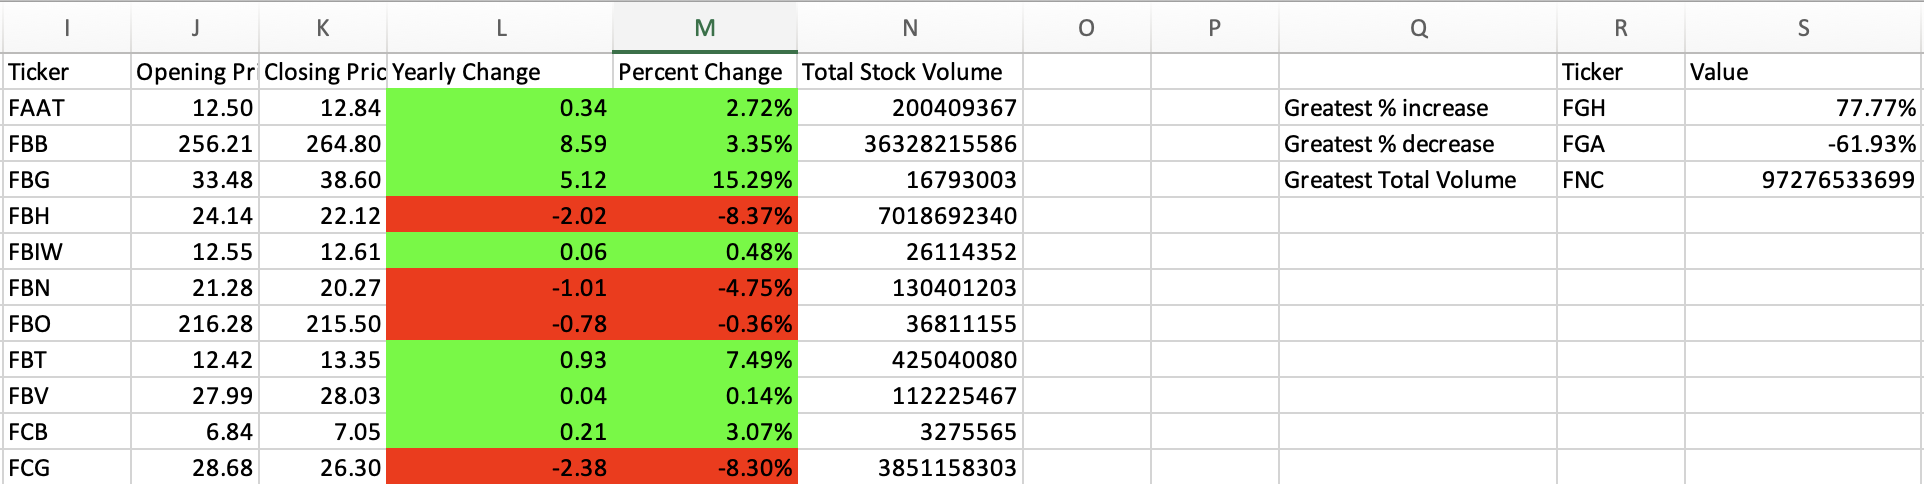 I J K L M N O P Q R S
Ticker Opening Pri Closing Pric Yearly Change Percent Change Total Stock Volume Ticker Value
FAAT 12.50 12.84 0.34 2.72% 200409367 Greatest % increase FGH 77.77%
FBB 256.21 264.80 8.59 3.35% 36328215586 Greatest % decrease FGA -61.93%
FBG 33.48 38.60 5.12 15.29% 16793003 Greatest Total Volume FNC 97276533699
FBH 24.14 22.12 -2.02 -8.37% 7018692340
FBIW 12.55 12.61 0.06 0.48% 26114352
FBN 21.28 20.27 -1.01 -4.75% 130401203
FBO 216.28 215.50 -0.78 -0.36% 36811155
FBT 12.42 13.35 0.93 7.49% 425040080
FBV 27.99 28.03 0.04 0.14% 112225467
FCB 6.84 7.05 0.21 3.07% 3275565
FCG 28.68 26.30 -2.38 -8.30% 3851158303